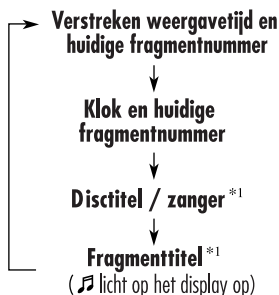 Verstreken weergavetijd en
huidige fragmentnummer
Klok en huidige
fragmentnummer
Disctitel / zanger *1
Fragmenttitel *1
(♫ licht op het display op)